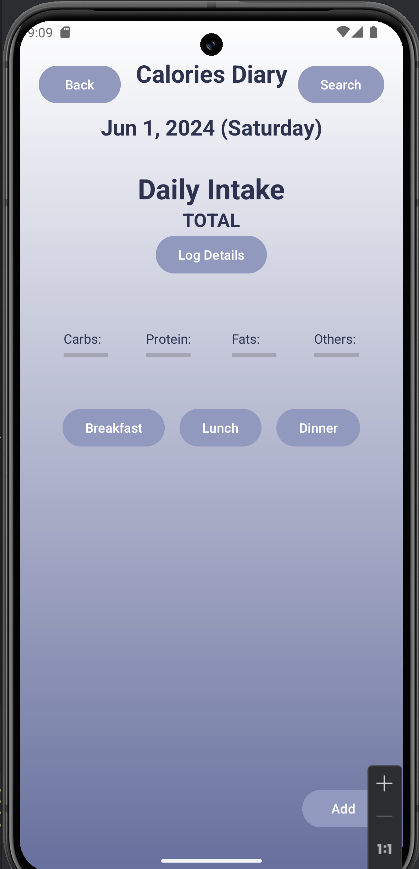 9:09
Back Calories Diary Search
Jun 1, 2024 (Saturday)
Daily Intake
TOTAL
Log Details
Carbs: Protein: Fats: Others:
Breakfast Lunch Dinner
Add
1:1